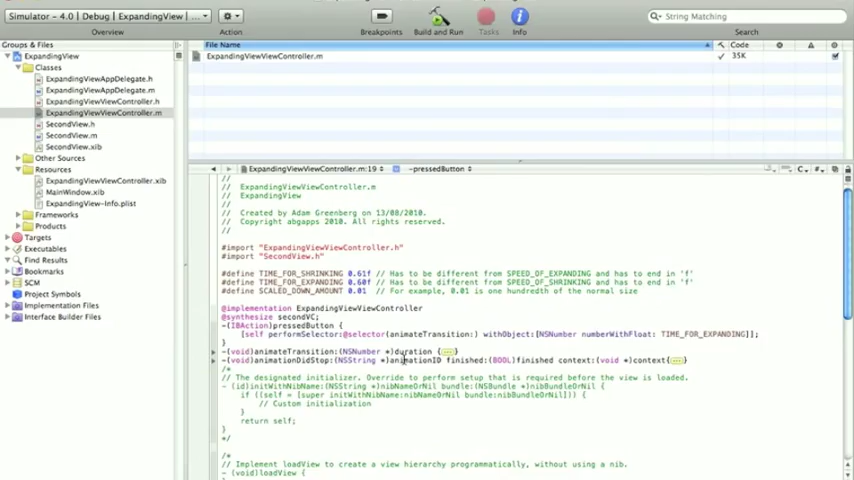 Simulator - 4.0 | Debug | ExpandingView | ...
String Matching
Overview
Action
Breakpoints
Build and Run
Tasks
Info
Search
Groups & Files
ExpandingView
Classes
ExpandingViewAppDelegate.h
ExpandingViewAppDelegate.m
ExpandingViewViewController.h
ExpandingViewViewController.m
SecondView.h
SecondView.m
SecondView.xib
Other Sources
Resources
ExpandingViewViewController.xib
MainWindow.xib
ExpandingView-Info.plist
Frameworks
Products
Targets
Executables
Find Results
Bookmarks
SCM
Project Symbols
Implementation Files
Interface Builder Files
File Name
Code
ExpandingViewViewController.m
35K
ExpandingViewViewController.m:19
-pressedButton
C
#
//
//  ExpandingViewViewController.m
//  ExpandingView
//
//  Created by Adam Greenberg on 13/08/2010.
//  Copyright abgapps 2010. All rights reserved.
//
#import "ExpandingViewViewController.h"
#import "SecondView.h"
#define TIME_FOR_SHRINKING 0.61f // Has to be different from SPEED_OF_EXPANDING and has to end in 'f'
#define TIME_FOR_EXPANDING 0.60f // Has to be different from SPEED_OF_SHRINKING and has to end in 'f'
#define SCALED_DOWN_AMOUNT 0.01  // For example, 0.01 is one hundredth of the normal size
@implementation ExpandingViewViewController
@synthesize secondVC;
-(IBAction)pressedButton {
[self performSelector:@selector(animateTransition:) withObject:[NSNumber numberWithFloat: TIME_FOR_EXPANDING]];
}
-(void)animateTransition:(NSNumber *)duration {...}
-(void)animationDidStop:(NSString *)animationID finished:(BOOL)finished context:(void *)context{...}
/*
// The designated initializer. Override to perform setup that is required before the view is loaded.
- (id)initWithNibName:(NSString *)nibNameOrNil bundle:(NSBundle *)nibBundleOrNil {
if ((self = [super initWithNibName:nibNameOrNil bundle:nibBundleOrNil])) {
// Custom initialization
}
return self;
}
*/
/*
// Implement loadView to create a view hierarchy programmatically, without using a nib.
- (void)loadView {